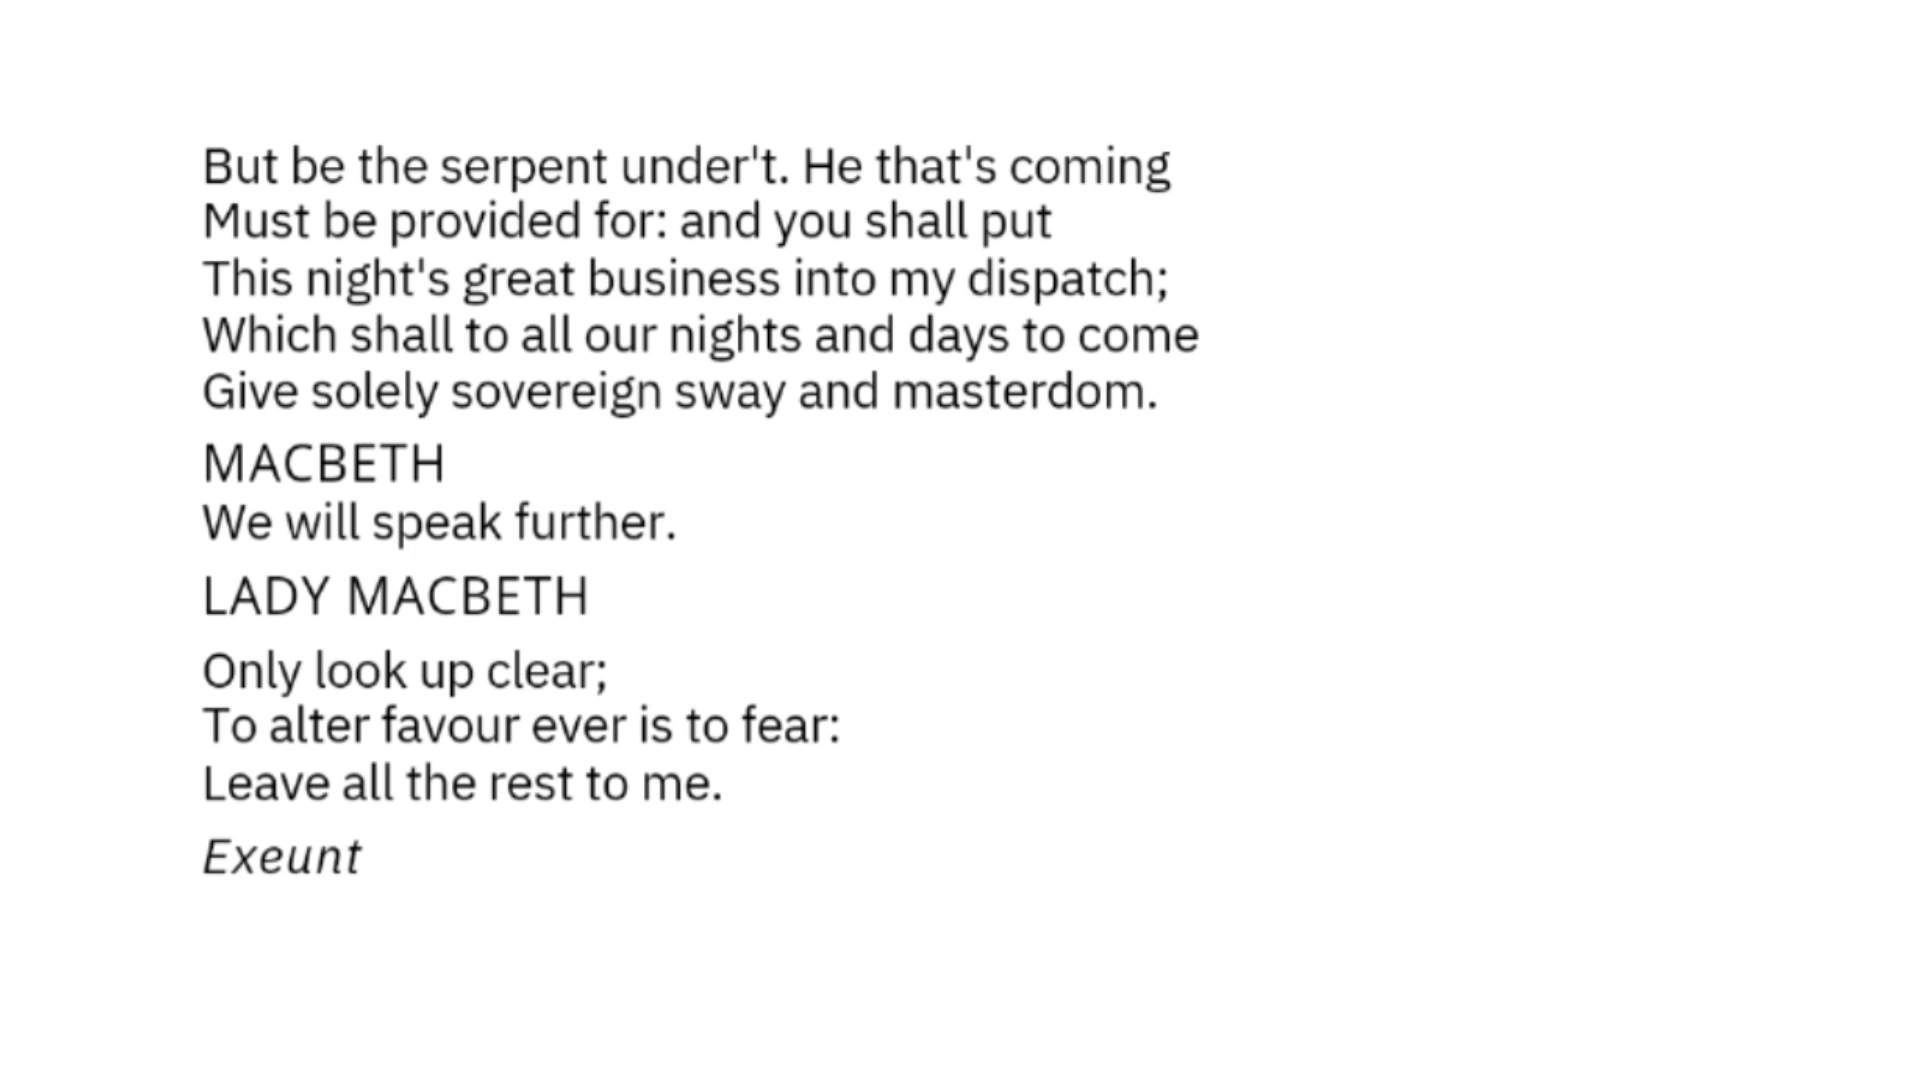 But be the serpent under't. He that's coming
Must be provided for: and you shall put
This night's great business into my dispatch;
Which shall to all our nights and days to come
Give solely sovereign sway and masterdom.
MACBETH
We will speak further.
LADY MACBETH
Only look up clear;
To alter favour ever is to fear:
Leave all the rest to me.
Exeunt